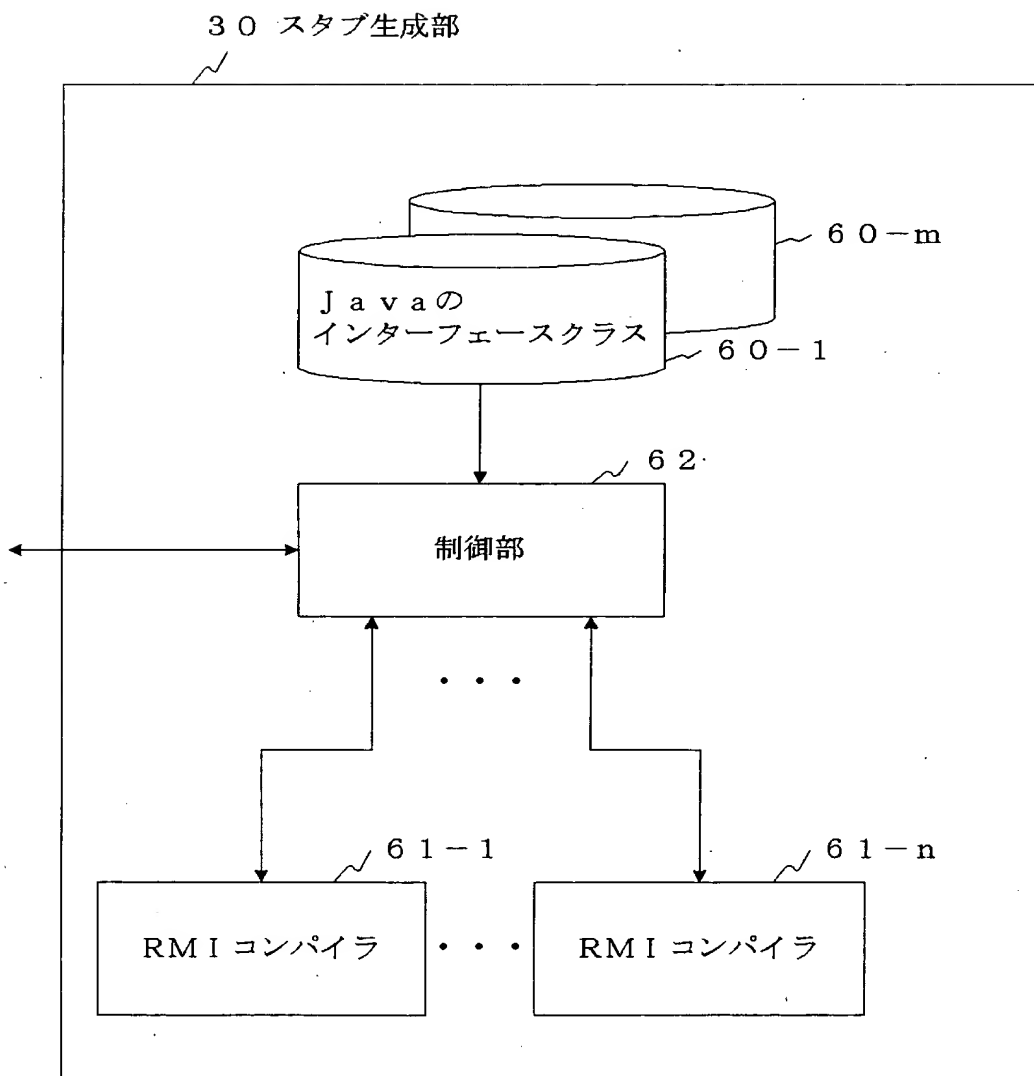 30 スタブ生成部
60-m
Javaの
インターフェースクラス
60-1
62
制御部
・・・
61-1
61-n
RMIコンパイラ
・・・
RMIコンパイラ